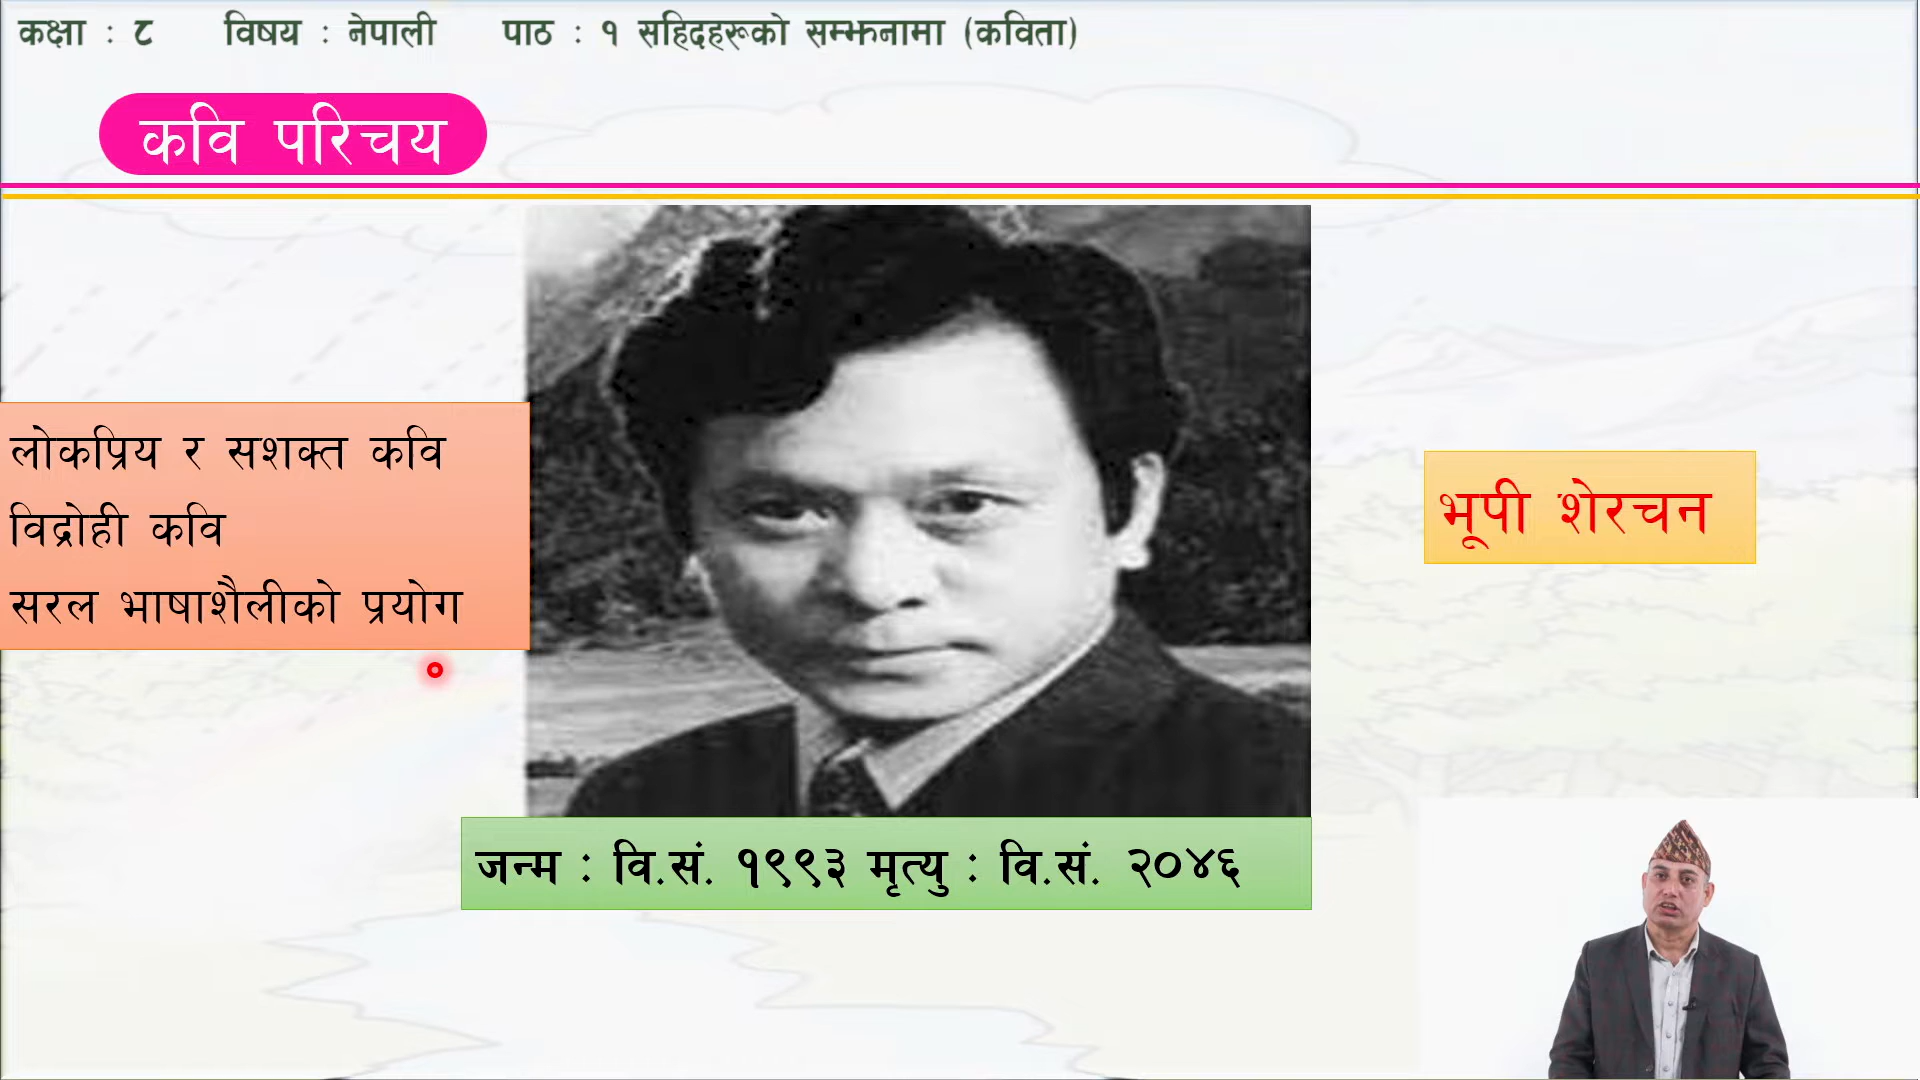 कक्षा : ८ विषय : नेपाली पाठ : १ सहिदहरूको सम्झनामा (कविता)
कवि परिचय
लोकप्रिय र सशक्त कवि
विद्रोही कवि
सरल भाषाशैलीको प्रयोग
भूपी शेरचन
जन्म : वि.सं. १९९३ मृत्यु : वि.सं. २०४६